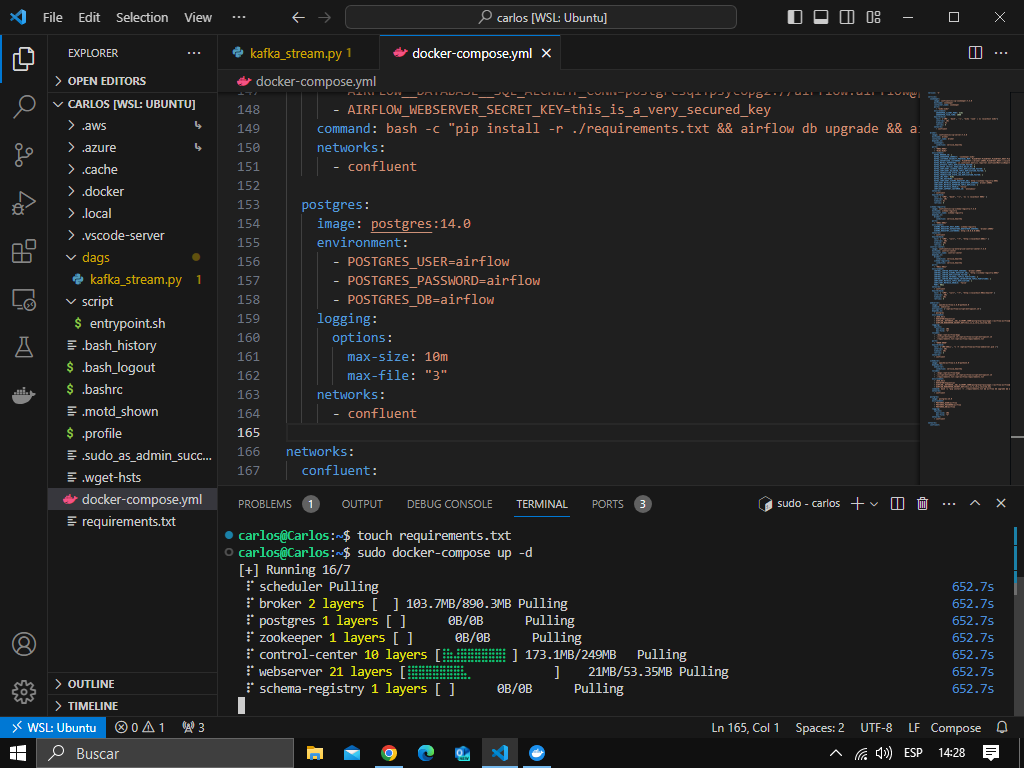 File Edit Selection View ··· carlos [WSL: Ubuntu]
EXPLORER ···
OPEN EDITORS
CARLOS [WSL: UBUNTU]
.aws
.azure
.cache
.docker
.local
.vscode-server
dags
kafka_stream.py 1
script
$ entrypoint.sh
.bash_history
$ .bash_logout
$ .bashrc
.motd_shown
$ .profile
.sudo_as_admin_succ...
.wget-hsts
docker-compose.yml
requirements.txt
OUTLINE
TIMELINE
kafka_stream.py 1 docker-compose.yml
docker-compose.yml
148 - AIRFLOW_WEBSERVER_SECRET_KEY=this_is_a_very_secured_key
149 command: bash -c "pip install -r ./requirements.txt && airflow db upgrade && ai
150 networks:
151 - confluent
152
153 postgres:
154 image: postgres:14.0
155 environment:
156 - POSTGRES_USER=airflow
157 - POSTGRES_PASSWORD=airflow
158 - POSTGRES_DB=airflow
159 logging:
160 options:
161 max-size: 10m
162 max-file: "3"
163 networks:
164 - confluent
165
166 networks:
167 confluent:
PROBLEMS 1 OUTPUT DEBUG CONSOLE TERMINAL PORTS 3 sudo - carlos
carlos@Carlos:~$ touch requirements.txt
carlos@Carlos:~$ sudo docker-compose up -d
[+] Running 16/7
scheduler Pulling 652.7s
broker 2 layers [ ] 103.7MB/890.3MB Pulling 652.7s
postgres 1 layers [ ] 0B/0B Pulling 652.7s
zookeeper 1 layers [ ] 0B/0B Pulling 652.7s
control-center 10 layers [⣿⣦⣿⣿⣿⣿⣿⣿⣿ ] 173.1MB/249MB Pulling 652.7s
webserver 21 layers [⣿⣿⣿⣿⣿⣿⣿⣿⣄ ] 21MB/53.35MB Pulling 652.7s
schema-registry 1 layers [ ] 0B/0B Pulling 652.7s
WSL: Ubuntu 0 1 3 Ln 165, Col 1 Spaces: 2 UTF-8 LF Compose
Buscar ESP 14:28